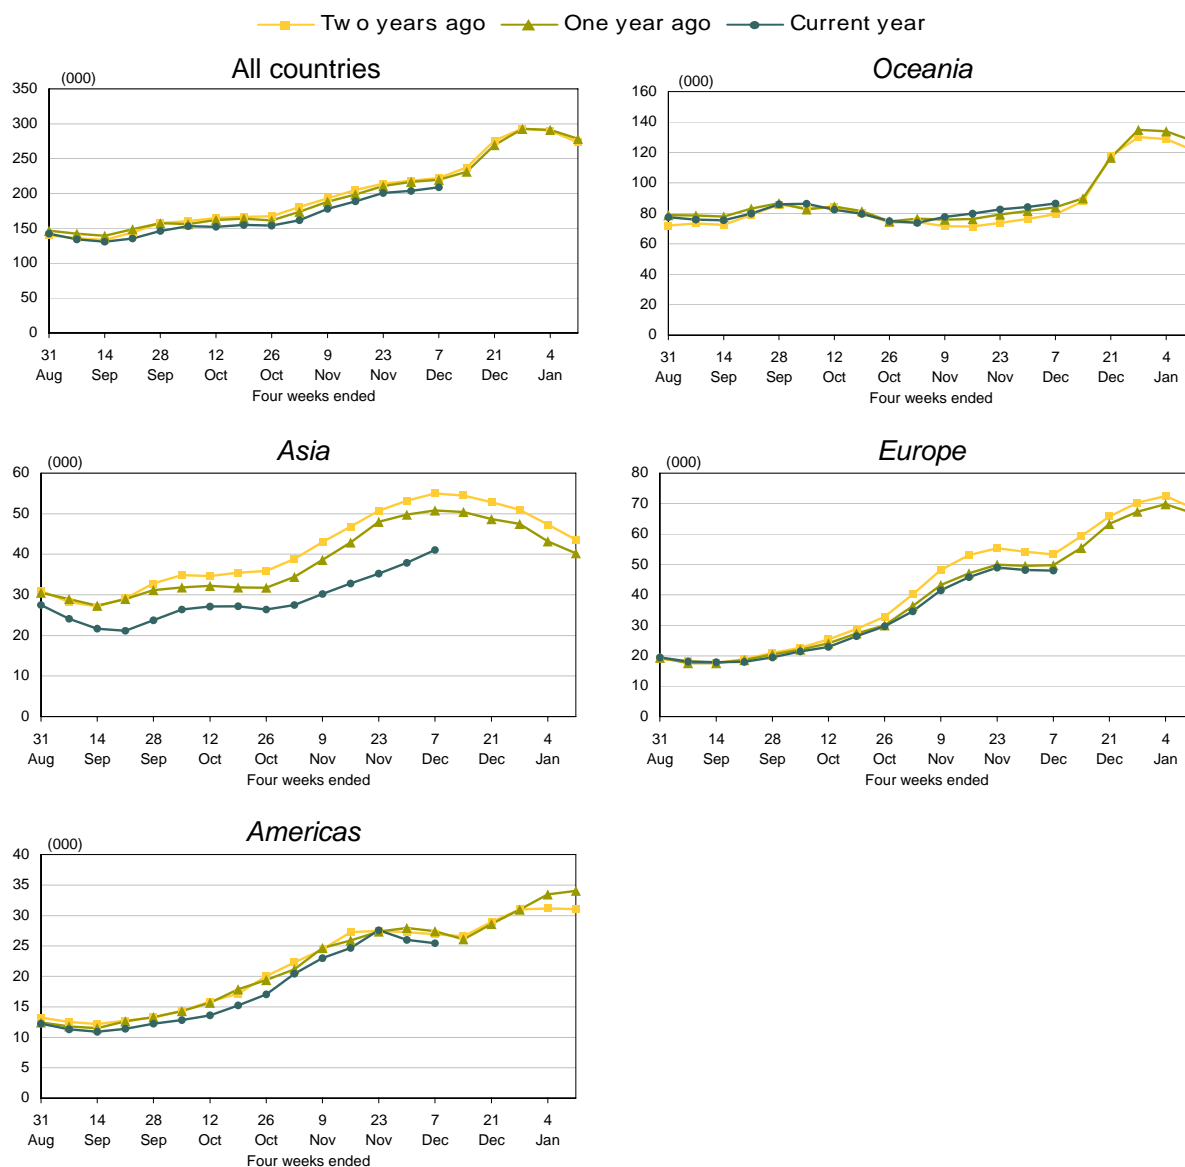 Tw o years ago One year ago Current year
All countries
(000)
350
300
250
200
150
100
50
0
31 14 28 12 26 9 23 7 21 4
Aug Sep Sep Oct Oct Nov Nov Dec Dec Jan
Four weeks ended
Oceania
(000)
160
140
120
100
80
60
40
20
0
31 14 28 12 26 9 23 7 21 4
Aug Sep Sep Oct Oct Nov Nov Dec Dec Jan
Four weeks ended
Asia
(000)
60
50
40
30
20
10
0
31 14 28 12 26 9 23 7 21 4
Aug Sep Sep Oct Oct Nov Nov Dec Dec Jan
Four weeks ended
Europe
(000)
80
70
60
50
40
30
20
10
0
31 14 28 12 26 9 23 7 21 4
Aug Sep Sep Oct Oct Nov Nov Dec Dec Jan
Four weeks ended
Americas
(000)
40
35
30
25
20
15
10
5
0
31 14 28 12 26 9 23 7 21 4
Aug Sep Sep Oct Oct Nov Nov Dec Dec Jan
Four weeks ended